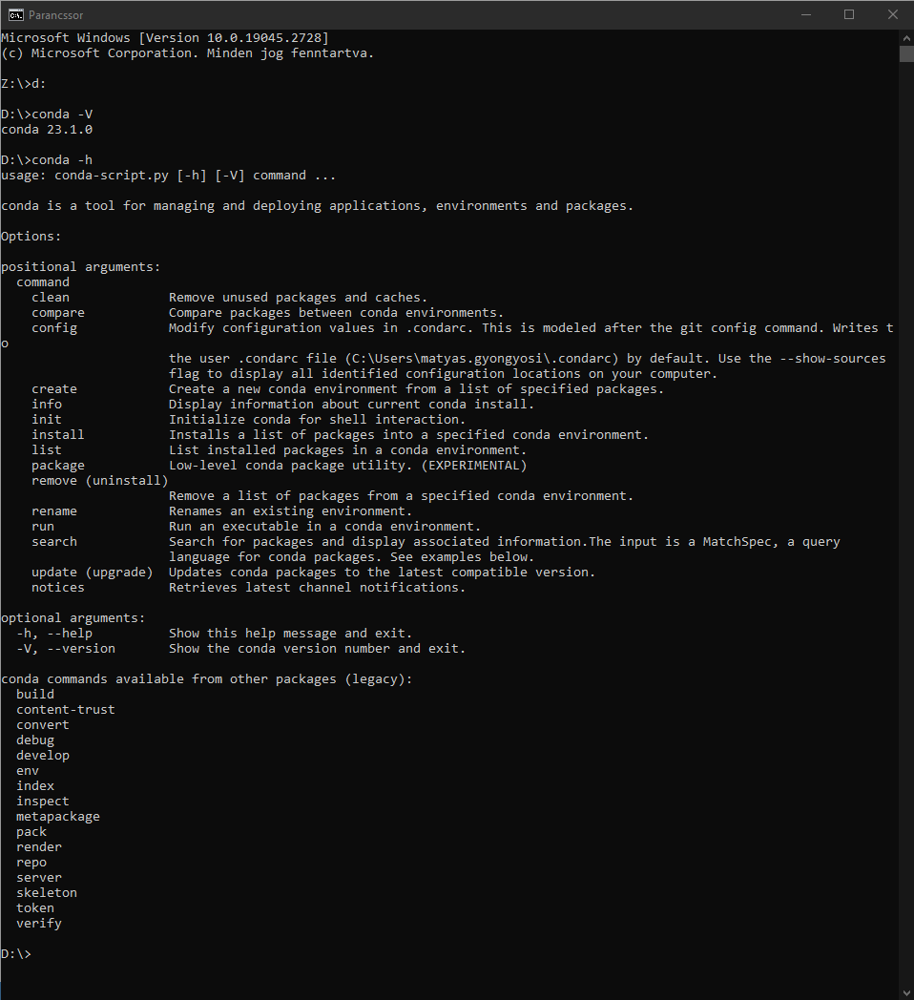 Parancssor
Microsoft Windows [Version 10.0.19045.2728]
(c) Microsoft Corporation. Minden jog fenntartva.
Z:\>d:
D:\>conda -V
conda 23.1.0
D:\>conda -h
usage: conda-script.py [-h] [-V] command ...
conda is a tool for managing and deploying applications, environments and packages.
Options:
positional arguments:
  command
    clean             Remove unused packages and caches.
    compare           Compare packages between conda environments.
    config            Modify configuration values in .condarc. This is modeled after the git config command. Writes t
o
                      the user .condarc file (C:\Users\matyas.gyongyosi\.condarc) by default. Use the --show-sources
                      flag to display all identified configuration locations on your computer.
    create            Create a new conda environment from a list of specified packages.
    info              Display information about current conda install.
    init              Initialize conda for shell interaction.
    install           Installs a list of packages into a specified conda environment.
    list              List installed packages in a conda environment.
    package           Low-level conda package utility. (EXPERIMENTAL)
    remove (uninstall)
                      Remove a list of packages from a specified conda environment.
    rename            Renames an existing environment.
    run               Run an executable in a conda environment.
    search            Search for packages and display associated information.The input is a MatchSpec, a query
                      language for conda packages. See examples below.
    update (upgrade)  Updates conda packages to the latest compatible version.
    notices           Retrieves latest channel notifications.
optional arguments:
  -h, --help          Show this help message and exit.
  -V, --version       Show the conda version number and exit.
conda commands available from other packages (legacy):
  build
  content-trust
  convert
  debug
  develop
  env
  index
  inspect
  metapackage
  pack
  render
  repo
  server
  skeleton
  token
  verify
D:\>